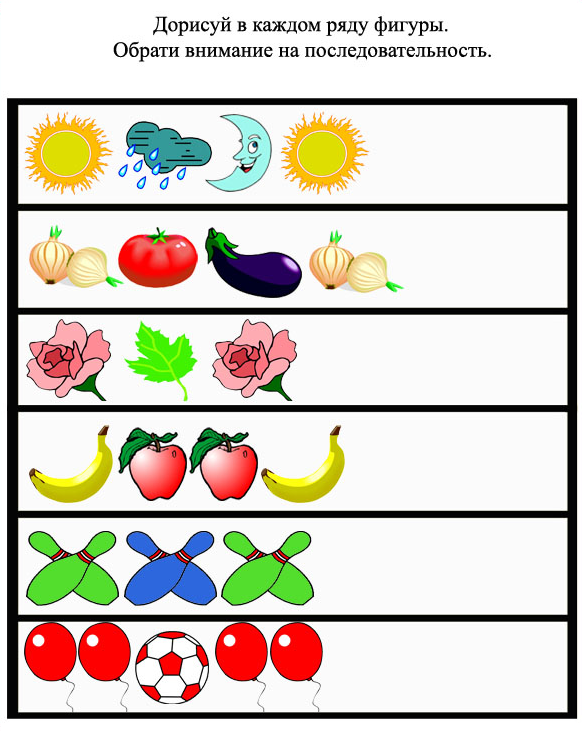 Дорисуй в каждом ряду фигуры.
Обрати внимание на последовательность.